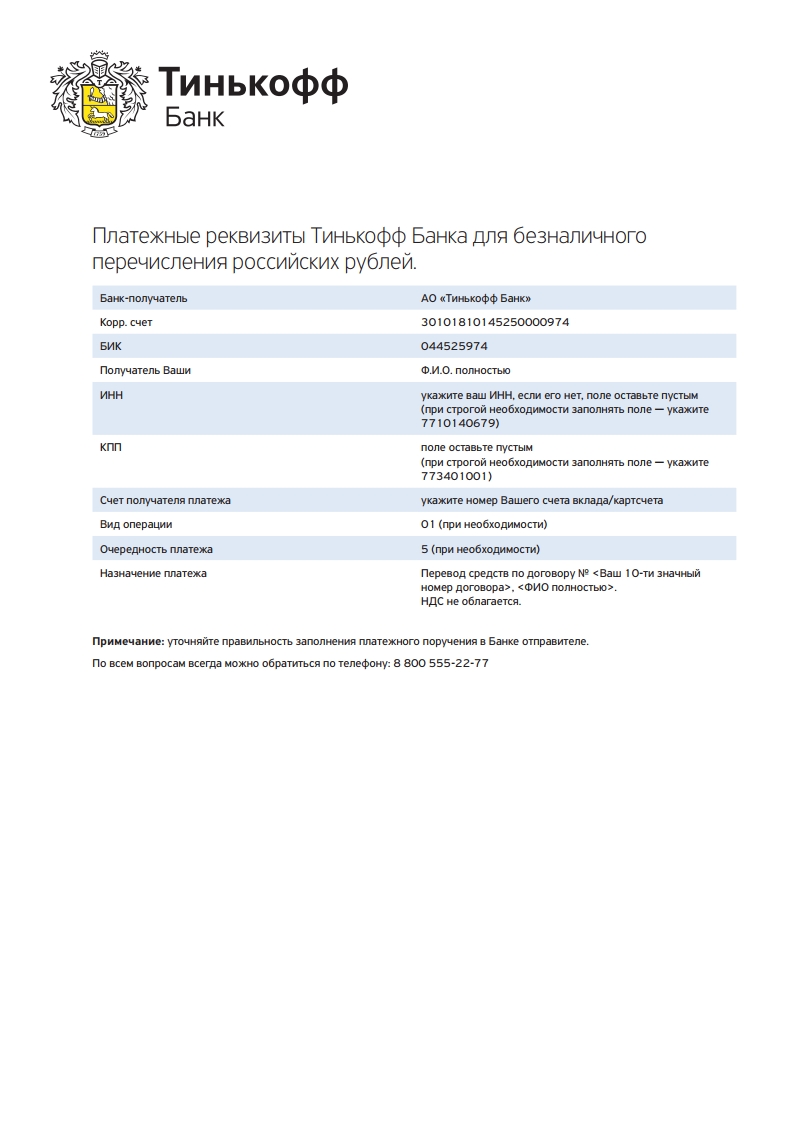 Тинькофф
Банк
1739
Платежные реквизиты Тинькофф Банка для безналичного
перечисления российских рублей.
Банк-получатель АО «Тинькофф Банк»
Корр. счет 30101810145250000974
БИК 044525974
Получатель Ваши Ф.И.О. полностью
ИНН укажите ваш ИНН, если его нет, поле оставьте пустым
(при строгой необходимости заполнять поле — укажите
7710140679)
КПП поле оставьте пустым
(при строгой необходимости заполнять поле — укажите
773401001)
Счет получателя платежа укажите номер Вашего счета вклада/картсчета
Вид операции 01 (при необходимости)
Очередность платежа 5 (при необходимости)
Назначение платежа Перевод средств по договору № <Ваш 10-ти значный
номер договора>, <ФИО полностью>.
НДС не облагается.
Примечание: уточняйте правильность заполнения платежного поручения в Банке отправителе.
По всем вопросам всегда можно обратиться по телефону: 8 800 555-22-77